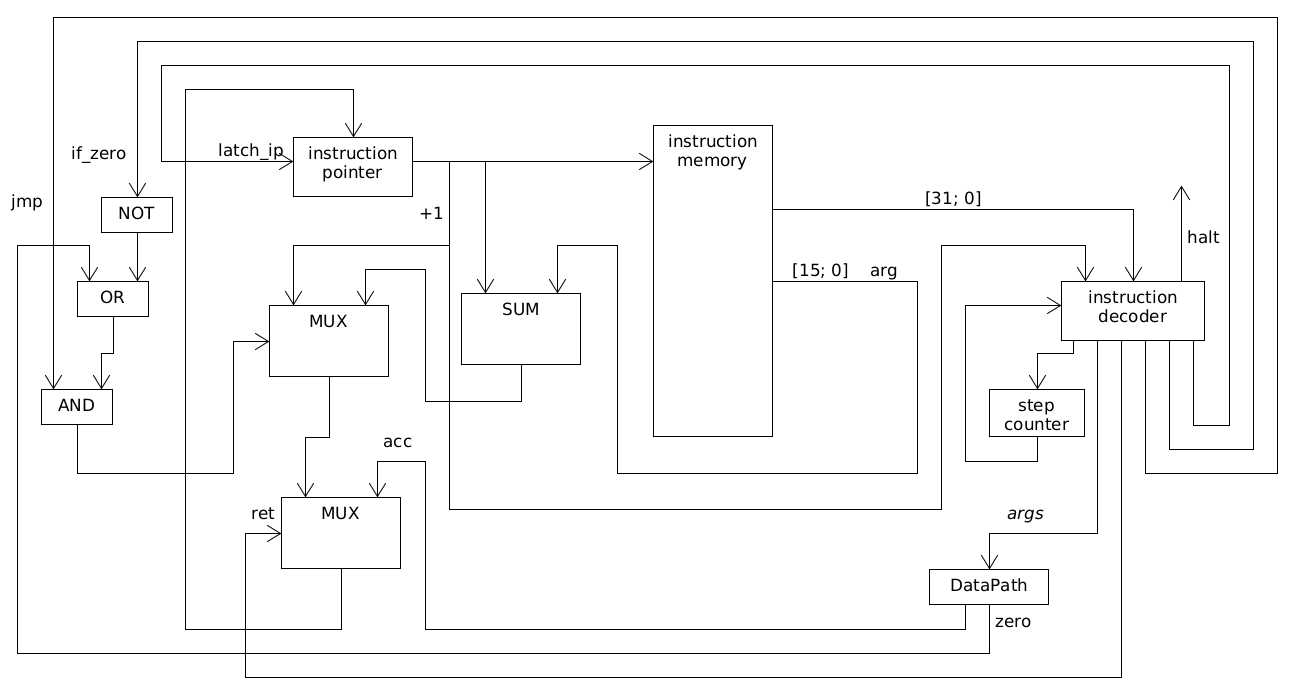 instruction
memory
latch_ip
instruction
pointer
if_zero
[31; 0]
jmp
NOT
+1
halt
[15; 0] arg
OR
instruction
decoder
SUM
MUX
AND
step
counter
acc
ret
MUX
args
DataPath
zero